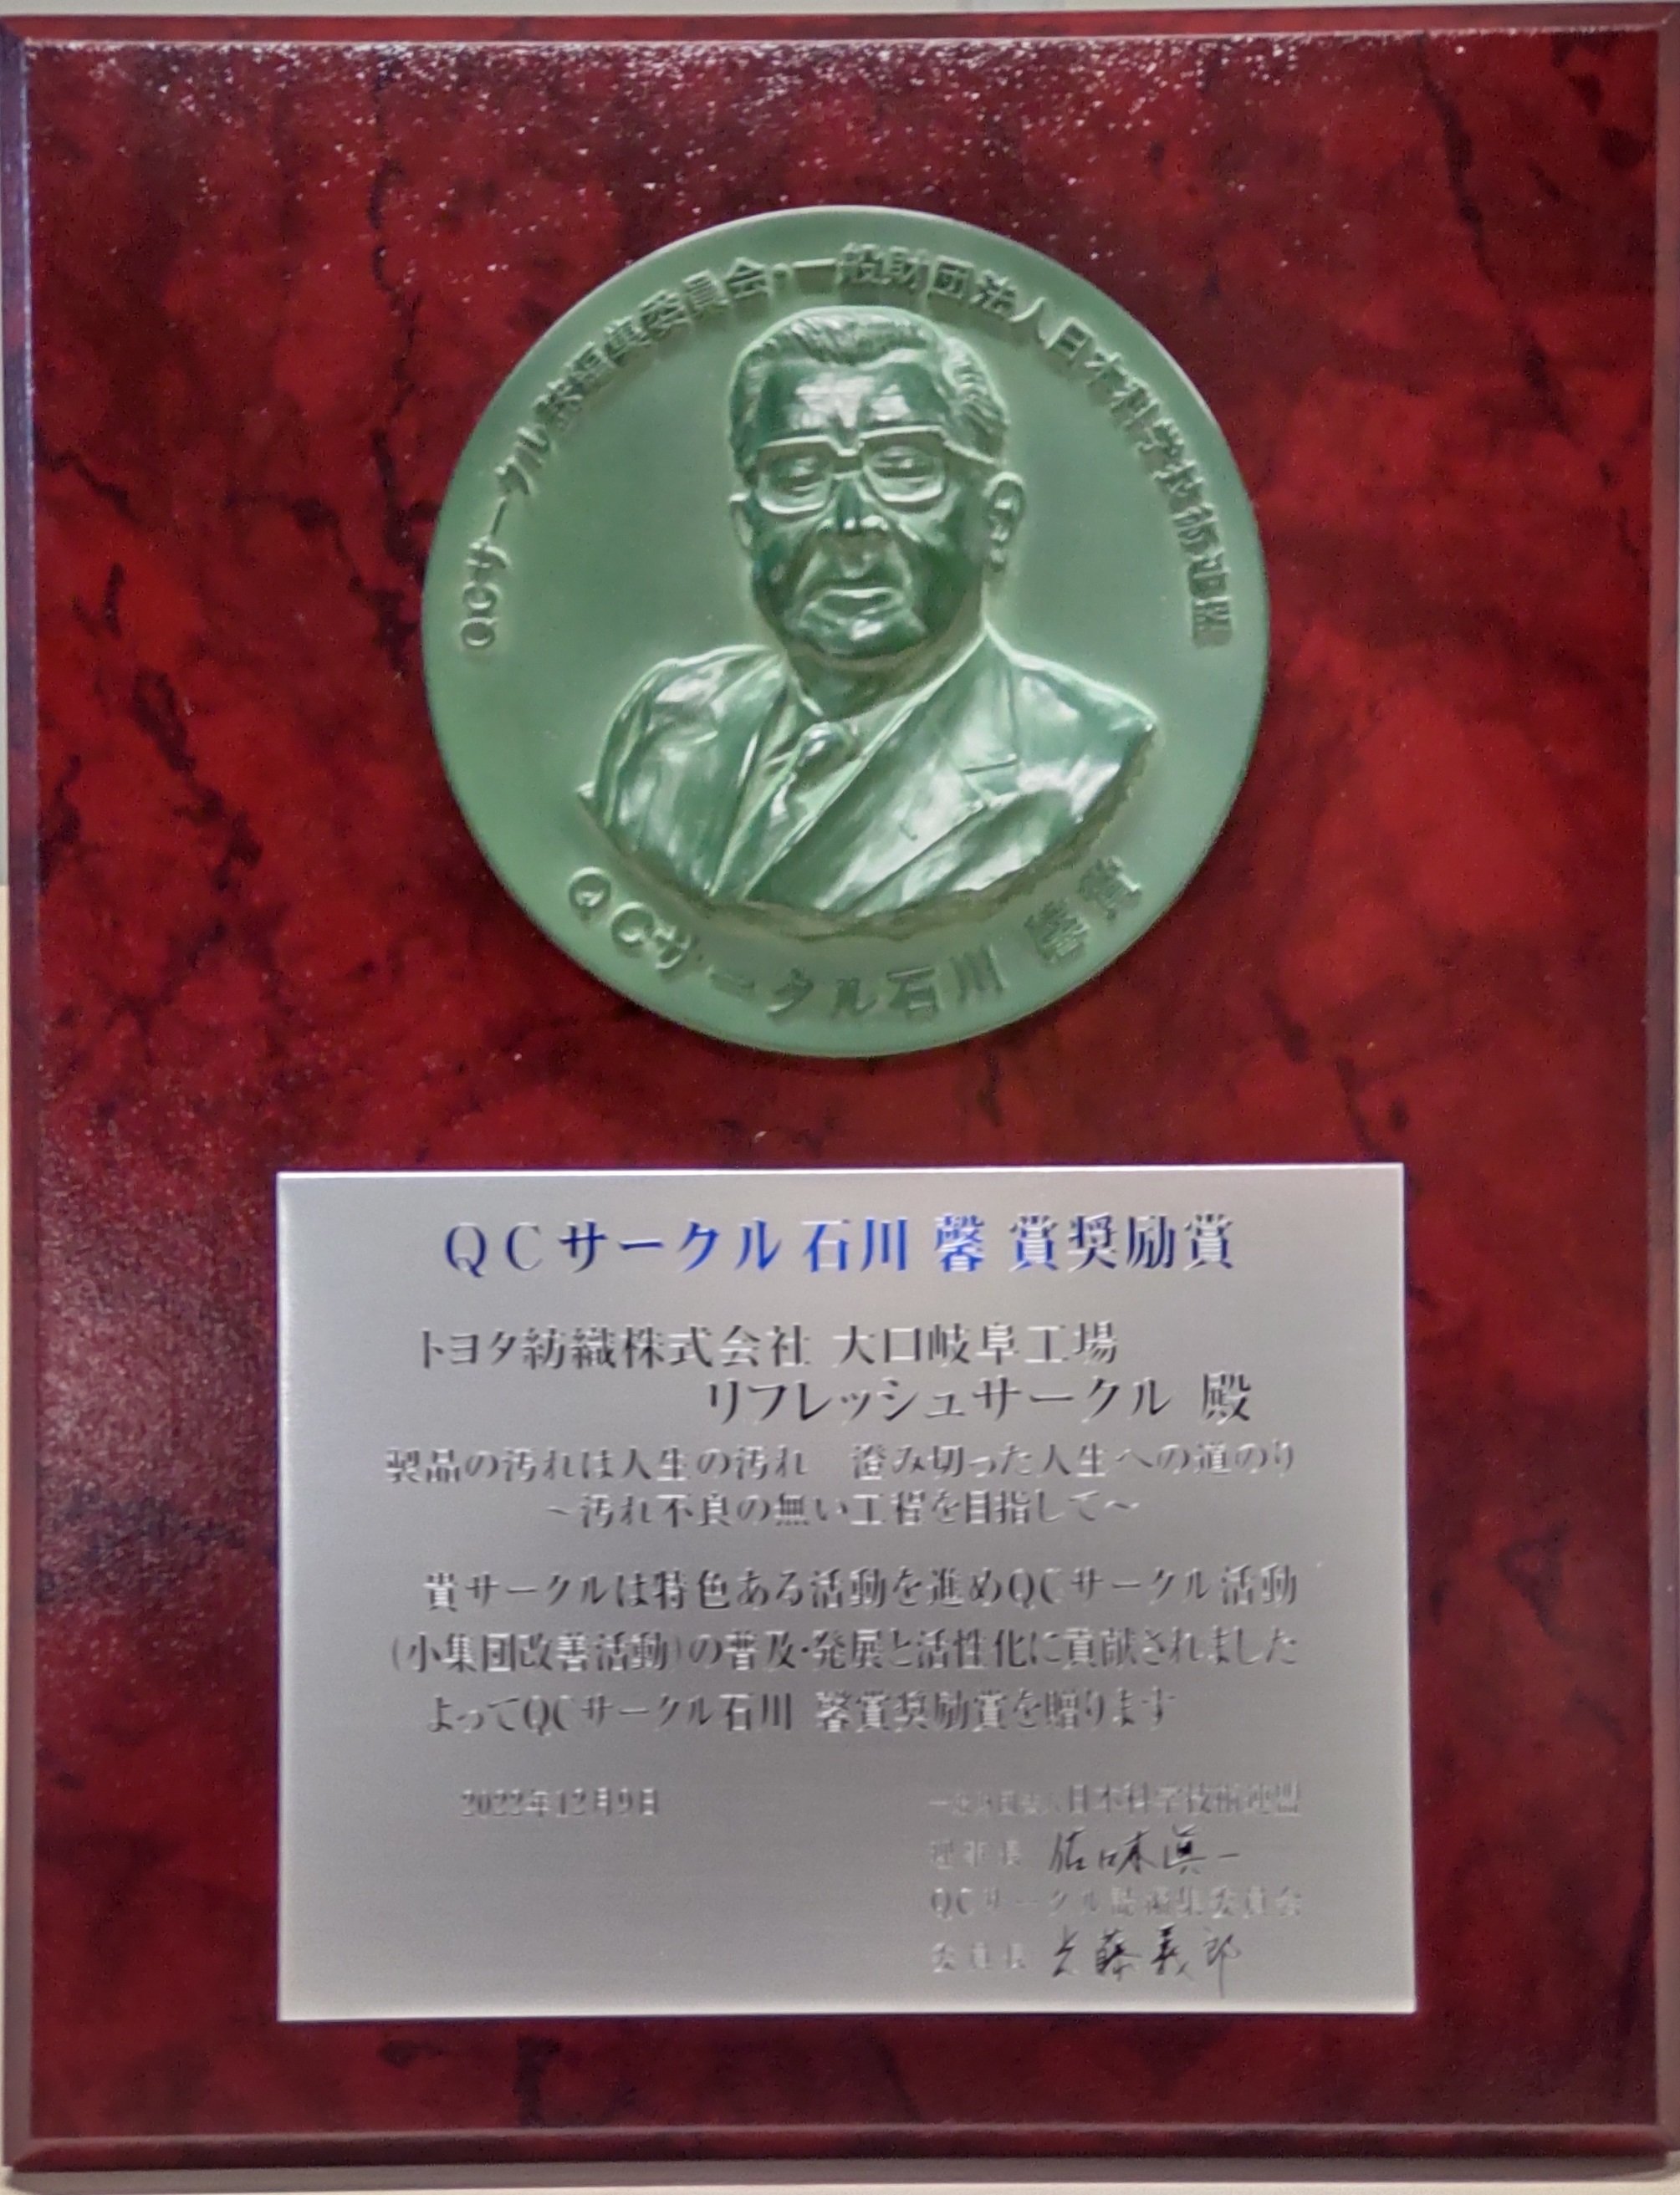 QCサークル本部幹事委員会・一般財団法人日本科学技術連盟
QCサークル石川 馨賞
QCサークル石川 馨 賞奨励賞
トヨタ紡織株式会社 大口岐阜工場
リフレッシュサークル 殿
製品の汚れは人生の汚れ 澄み切った人生への道のり
～汚れ不良の無い工程を目指して～
貴サークルは特色ある活動を進めQCサークル活動
(小集団改善活動)の普及・発展と活性化に貢献されました
よってQCサークル石川 馨賞奨励賞を贈ります
2022年12月9日
一般財団法人日本科学技術連盟
理事長 佐々木眞一
QCサークル誌編集委員会
委員長 光藤義郎